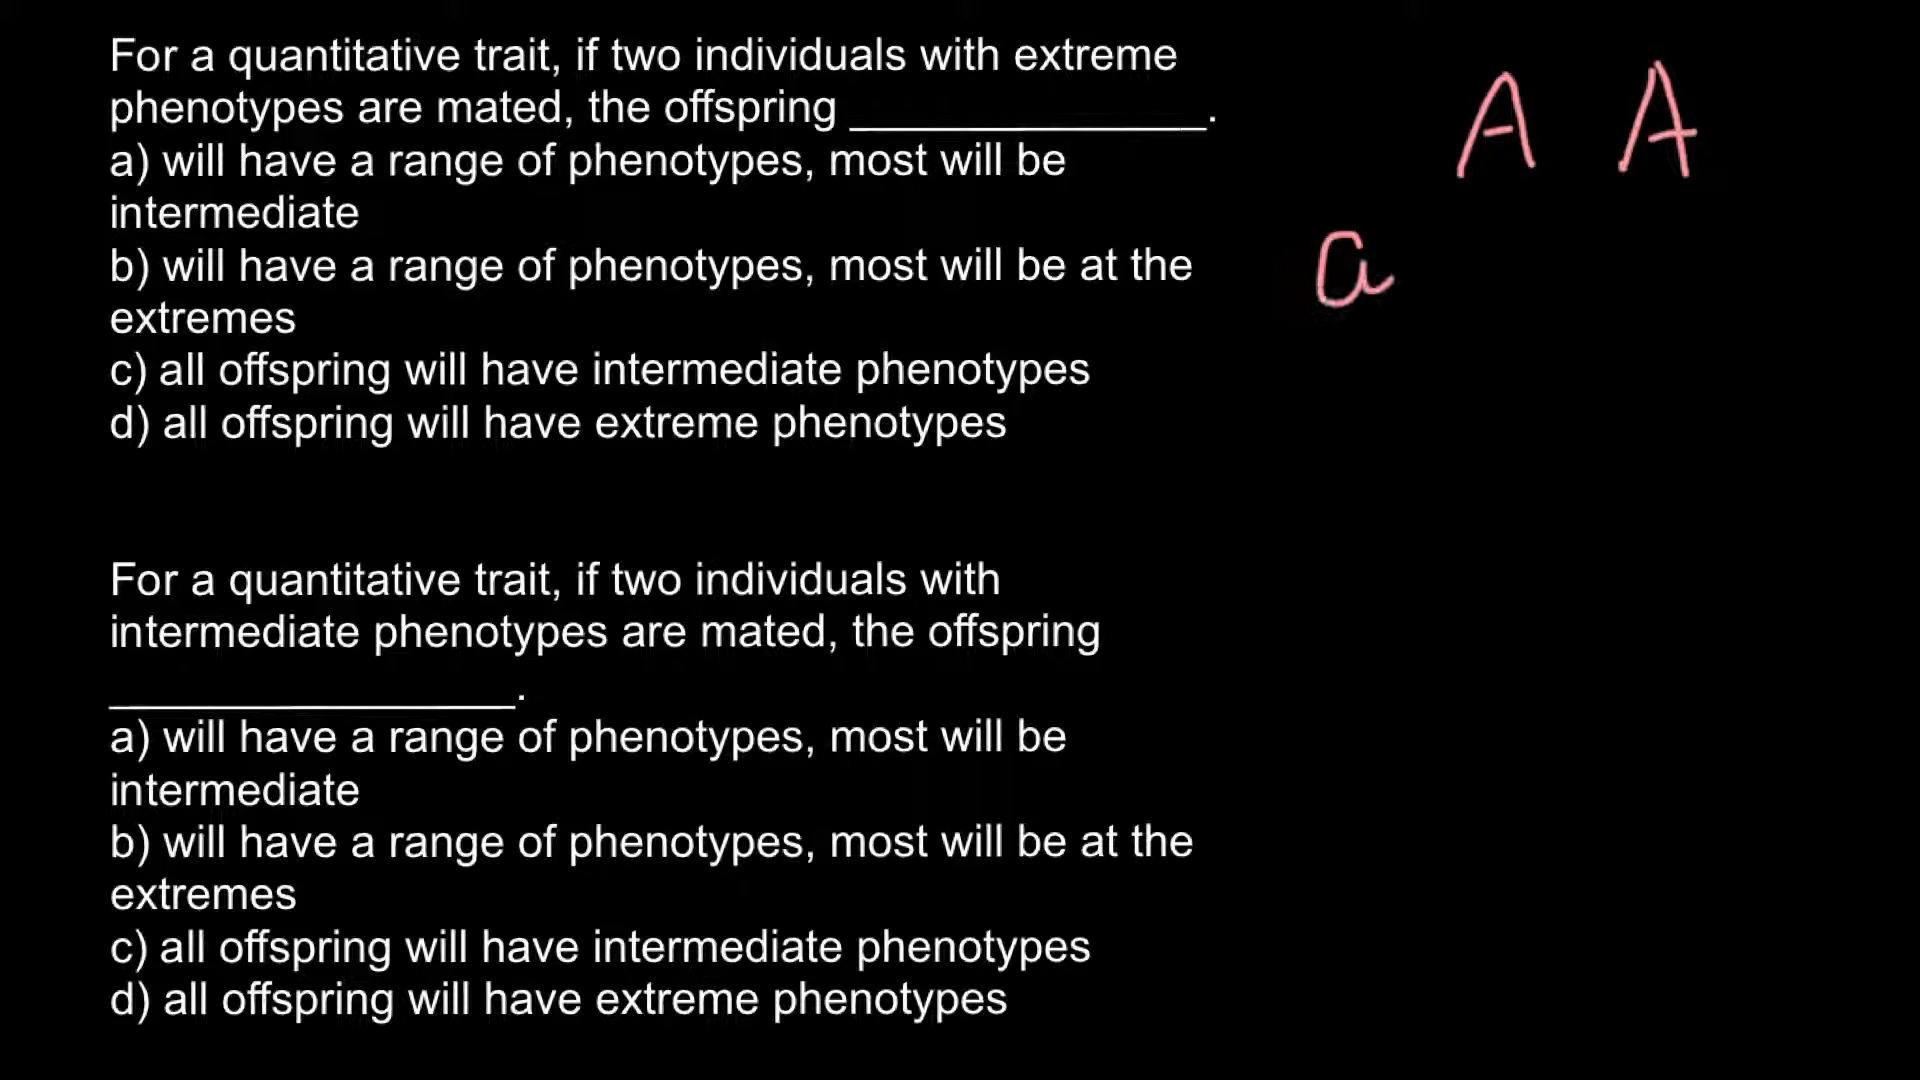 For a quantitative trait, if two individuals with extreme
phenotypes are mated, the offspring _______________.
a) will have a range of phenotypes, most will be
intermediate
b) will have a range of phenotypes, most will be at the
extremes
c) all offspring will have intermediate phenotypes
d) all offspring will have extreme phenotypes
A A
a
For a quantitative trait, if two individuals with
intermediate phenotypes are mated, the offspring
_________________.
a) will have a range of phenotypes, most will be
intermediate
b) will have a range of phenotypes, most will be at the
extremes
c) all offspring will have intermediate phenotypes
d) all offspring will have extreme phenotypes